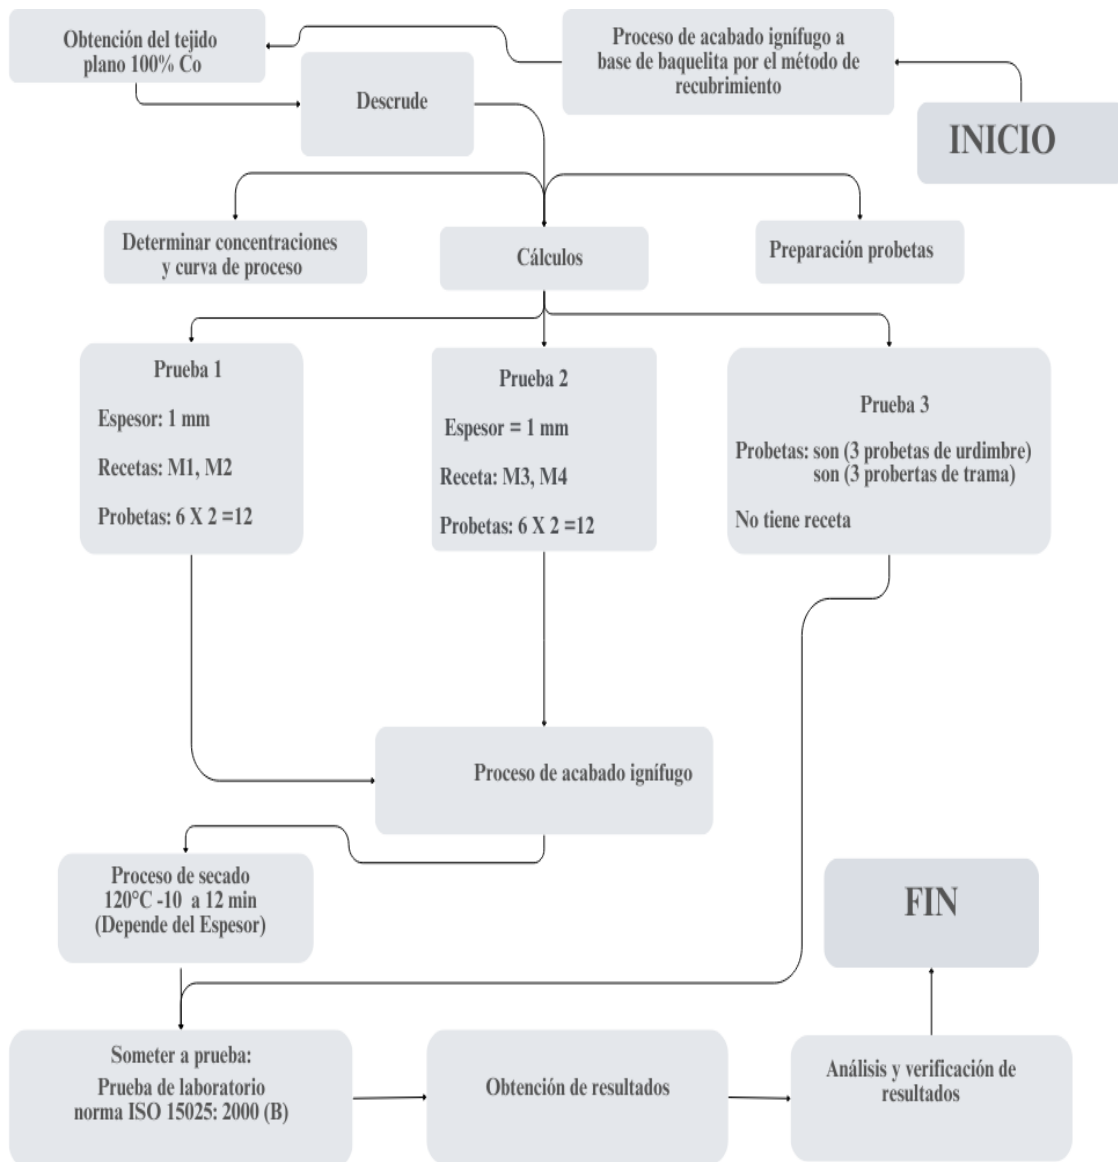 Obtención del tejido
plano 100% Co
Proceso de acabado ignífugo a
base de baquelita por el método de
recubrimiento
INICIO
Descrude
Determinar concentraciones
y curva de proceso
Cálculos
Preparación probetas
Prueba 1
Espesor: 1 mm
Recetas: M1, M2
Probetas: 6 X 2 =12
Prueba 2
Espesor = 1 mm
Receta: M3, M4
Probetas: 6 X 2 =12
Prueba 3
Probetas: son (3 probetas de urdimbre)
son (3 probertas de trama)
No tiene receta
Proceso de acabado ignífugo
Proceso de secado
120°C -10 a 12 min
(Depende del Espesor)
FIN
Someter a prueba:
Prueba de laboratorio
norma ISO 15025: 2000 (B)
Obtención de resultados
Análisis y verificación de
resultados